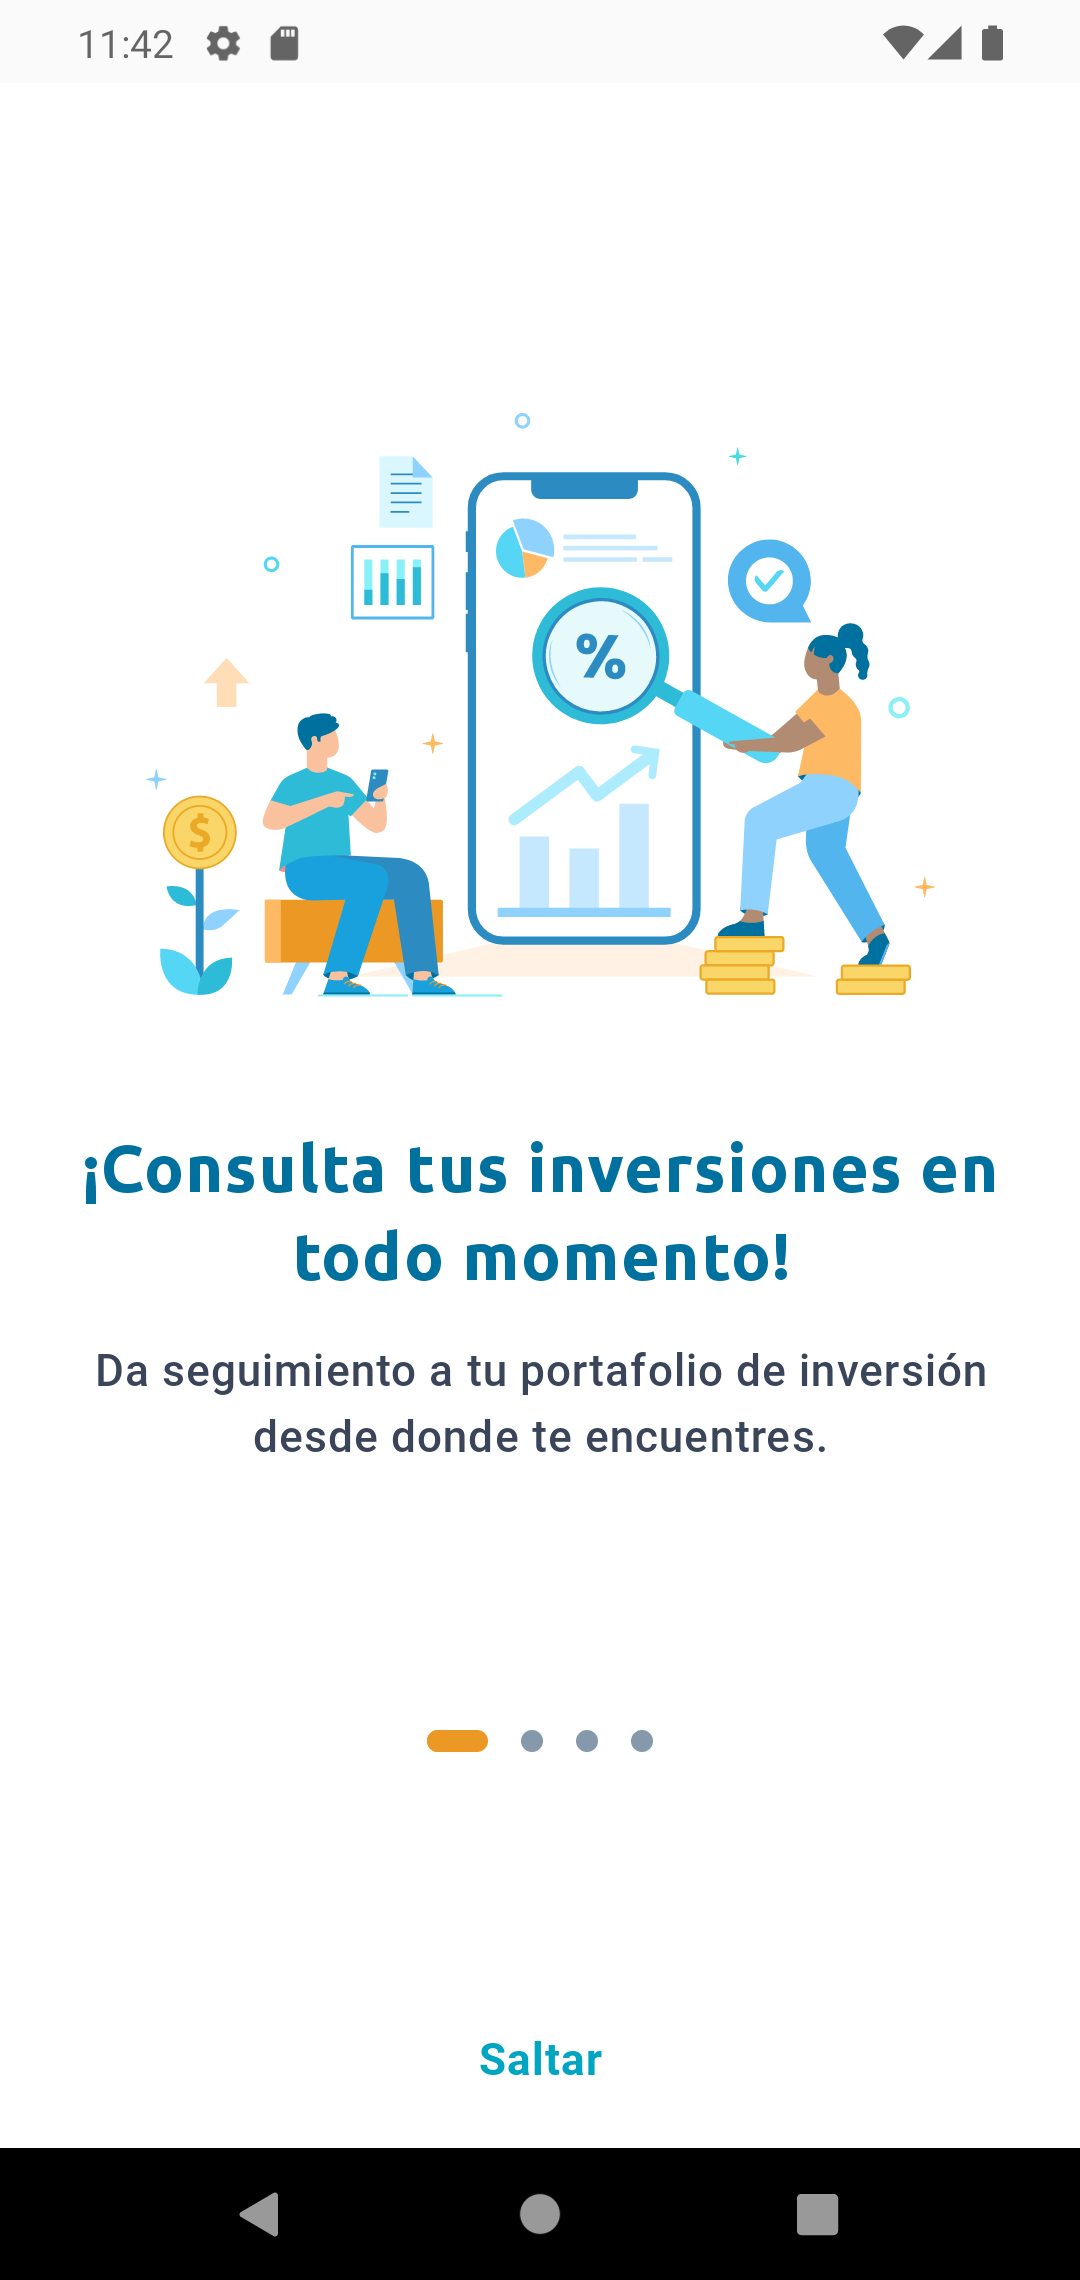 11:42
%
$
¡Consulta tus inversiones en
todo momento!
Da seguimiento a tu portafolio de inversión
desde donde te encuentres.
Saltar